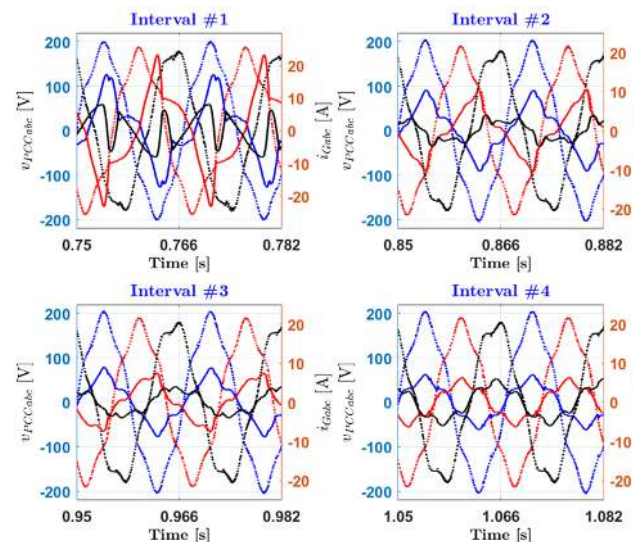 Interval #1
Interval #2
v_PCCabc [V]
200
100
0
-100
-200
20
10
0
-10
-20
i_Gabc [A]
v_PCCabc [V]
200
100
0
-100
-200
20
10
0
-10
-20
0.75 0.766 0.782
0.85 0.866 0.882
Time [s]
Time [s]
Interval #3
Interval #4
v_PCCabc [V]
200
100
0
-100
-200
20
10
0
-10
-20
i_Gabc [A]
v_PCCabc [V]
200
100
0
-100
-200
20
10
0
-10
-20
0.95 0.966 0.982
1.05 1.066 1.082
Time [s]
Time [s]